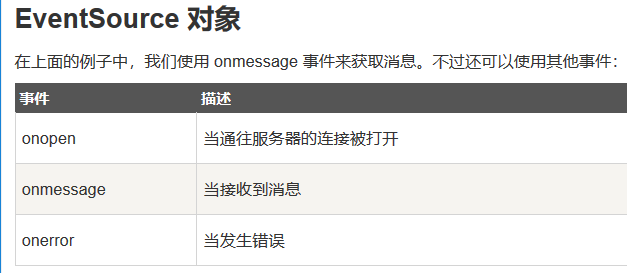 EventSource 对象
在上面的例子中，我们使用 onmessage 事件来获取消息。不过还可以使用其他事件：
事件 描述
onopen 当通往服务器的连接被打开
onmessage 当接收到消息
onerror 当发生错误